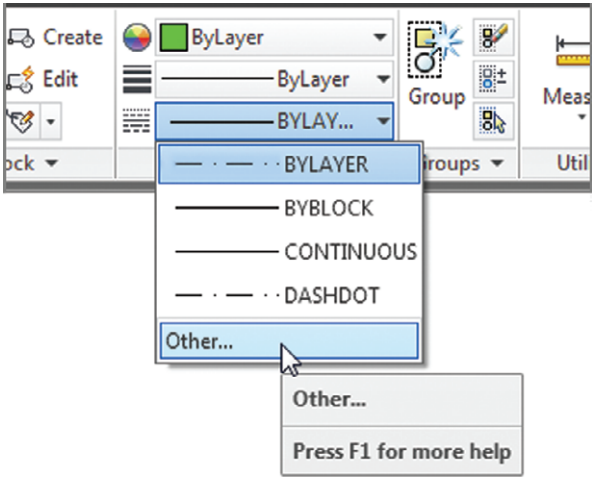 Create
ByLayer
Edit
ByLayer
Group
Meas
BYLAY...
ock
roups
Util
BYLAYER
BYBLOCK
CONTINUOUS
DASHDOT
Other...
Other...
Press F1 for more help